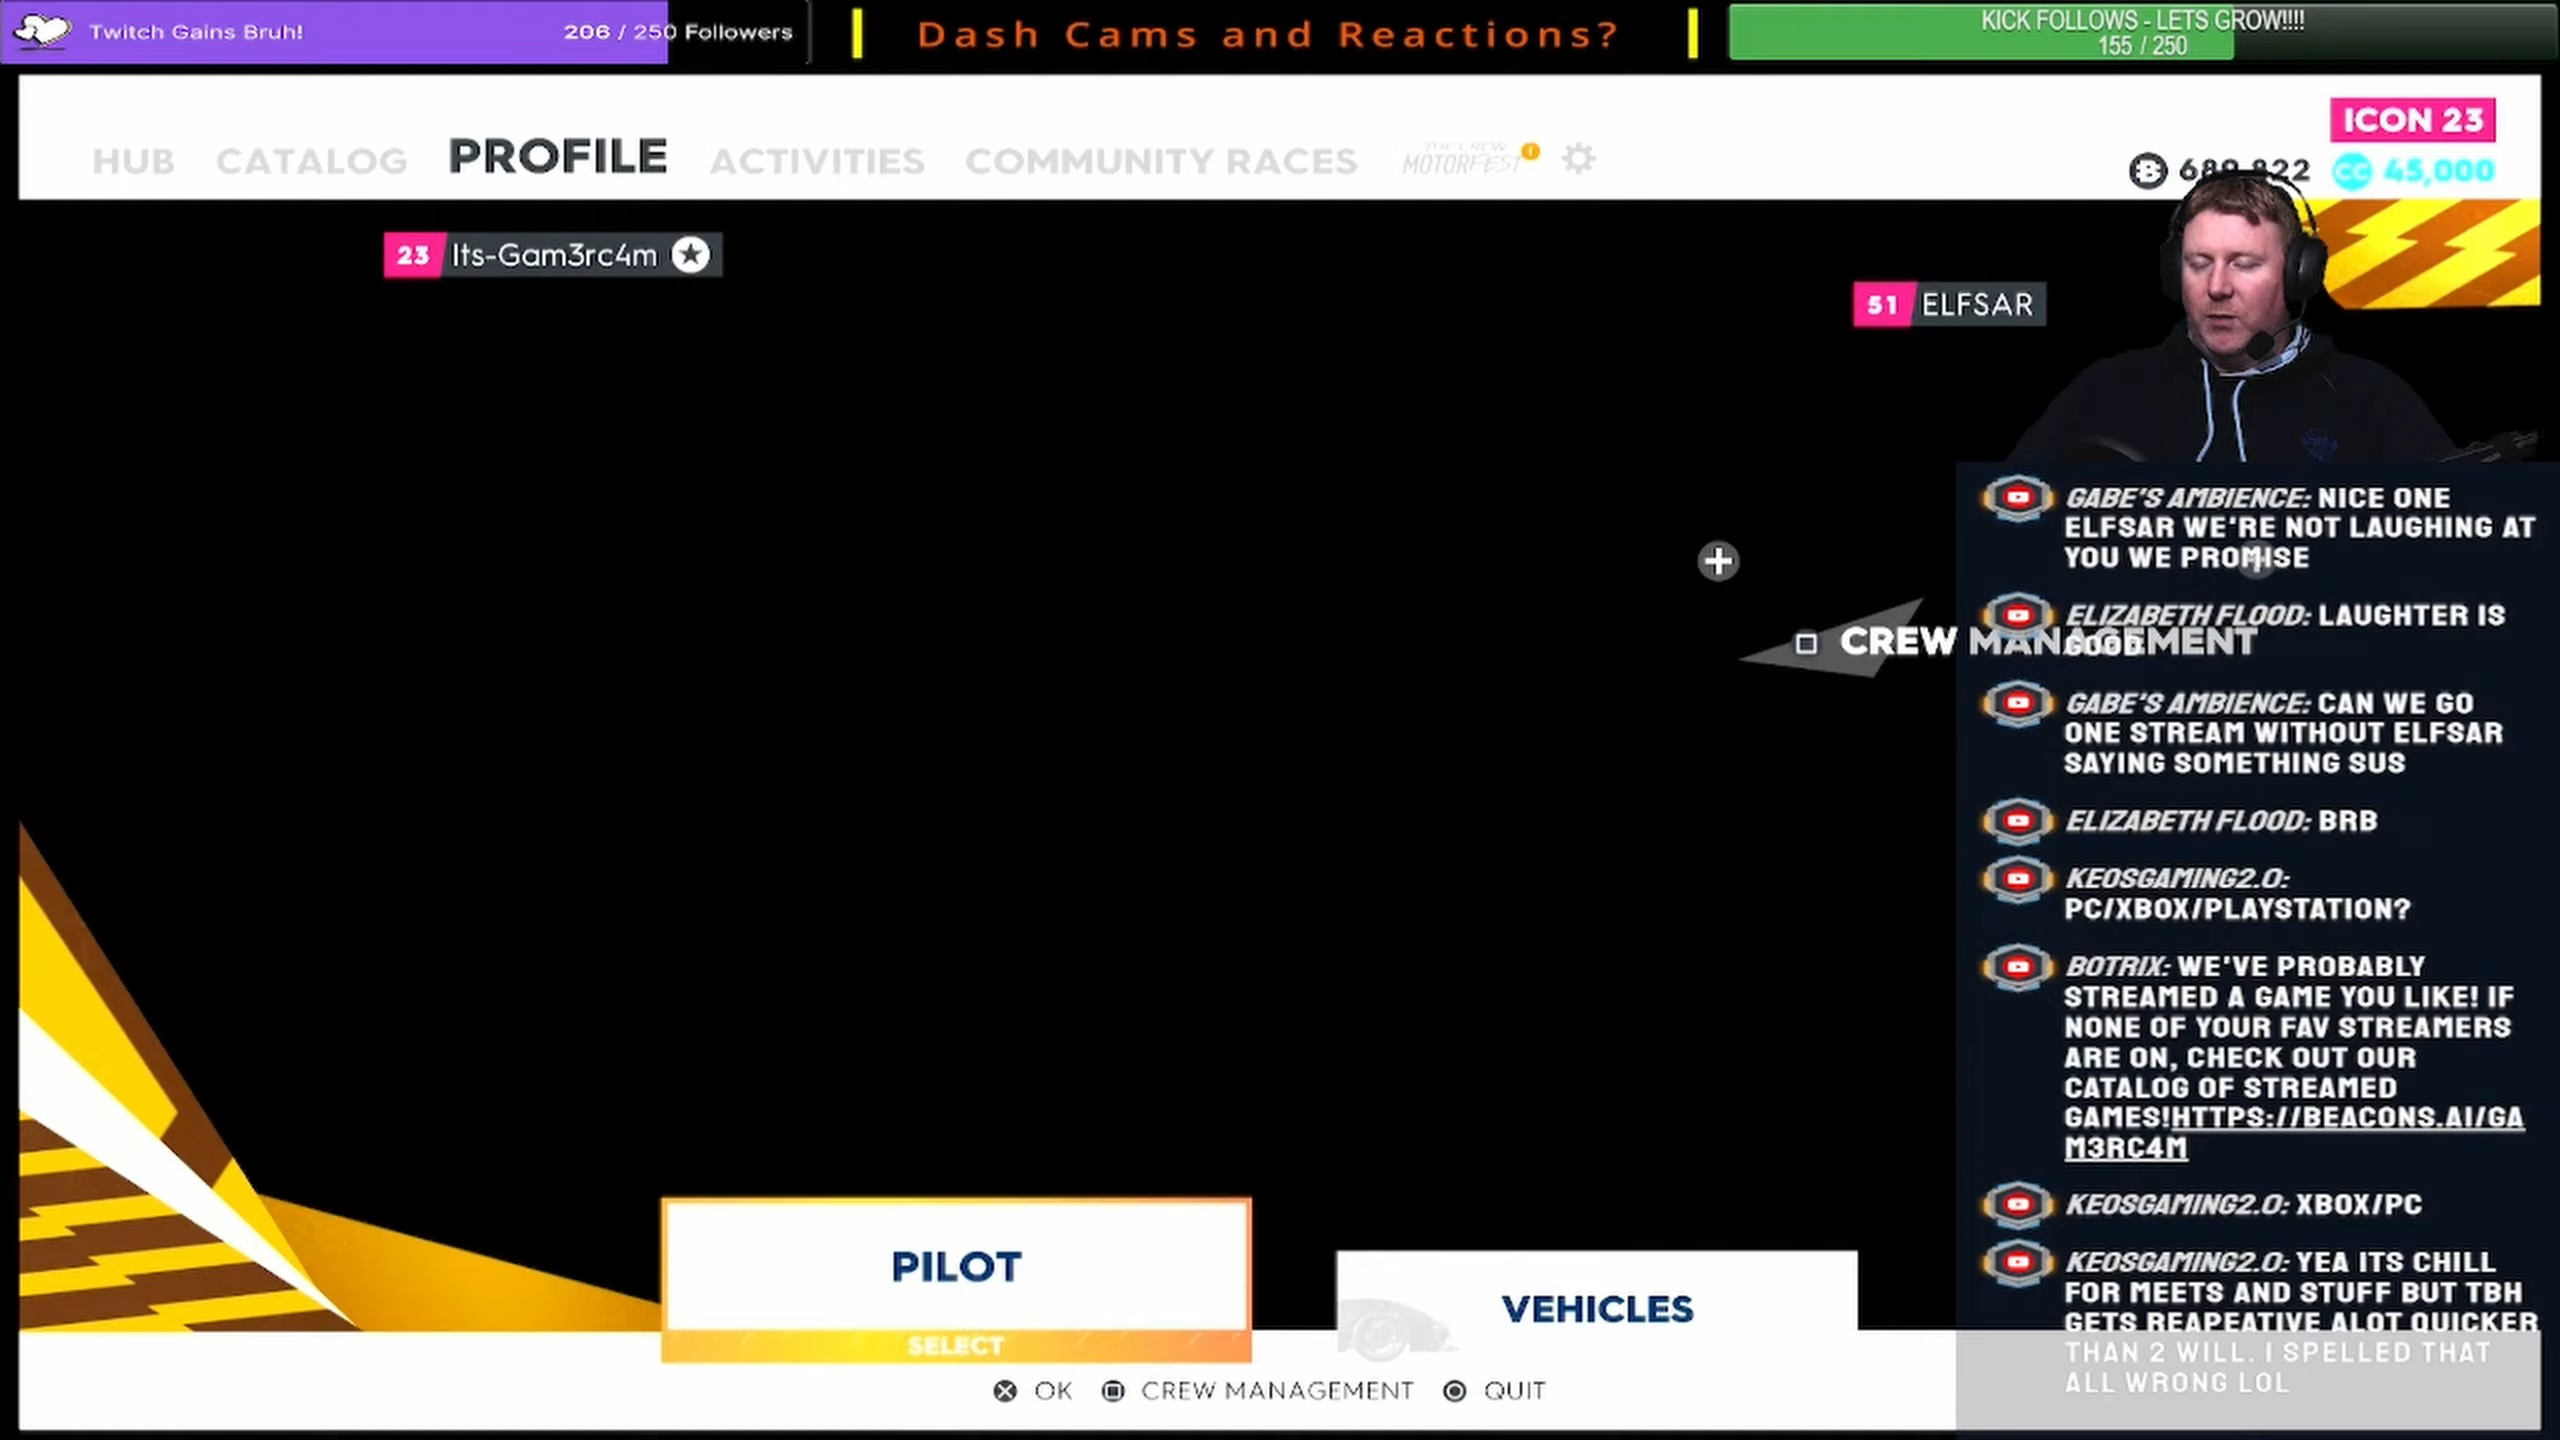 Twitch Gains Bruh! 206 / 250 Followers
Dash Cams and Reactions?
KICK FOLLOWS - LETS GROW!!!!
155 / 250
ICON 23
HUB CATALOG PROFILE ACTIVITIES COMMUNITY RACES THE CREW MOTORFEST
45,000
23 Its-Gam3rc4m
51 ELFSAR
GABE'S AMBIENCE: NICE ONE
ELFSAR WE'RE NOT LAUGHING AT
YOU WE PROMISE
ELIZABETH FLOOD: LAUGHTER IS
GOOD
CREW MANAGEMENT
GABE'S AMBIENCE: CAN WE GO
ONE STREAM WITHOUT ELFSAR
SAYING SOMETHING SUS
ELIZABETH FLOOD: BRB
KEOSGAMING2.0:
PC/XBOX/PLAYSTATION?
BOTRIX: WE'VE PROBABLY
STREAMED A GAME YOU LIKE! IF
NONE OF YOUR FAV STREAMERS
ARE ON, CHECK OUT OUR
CATALOG OF STREAMED
GAMES!HTTPS://BEACONS.AI/GA
M3RC4M
KEOSGAMING2.0: XBOX/PC
KEOSGAMING2.0: YEA ITS CHILL
FOR MEETS AND STUFF BUT TBH
GETS REAPEATIVE ALOT QUICKER
THAN 2 WILL. I SPELLED THAT
ALL WRONG LOL
PILOT
SELECT
VEHICLES
OK CREW MANAGEMENT QUIT